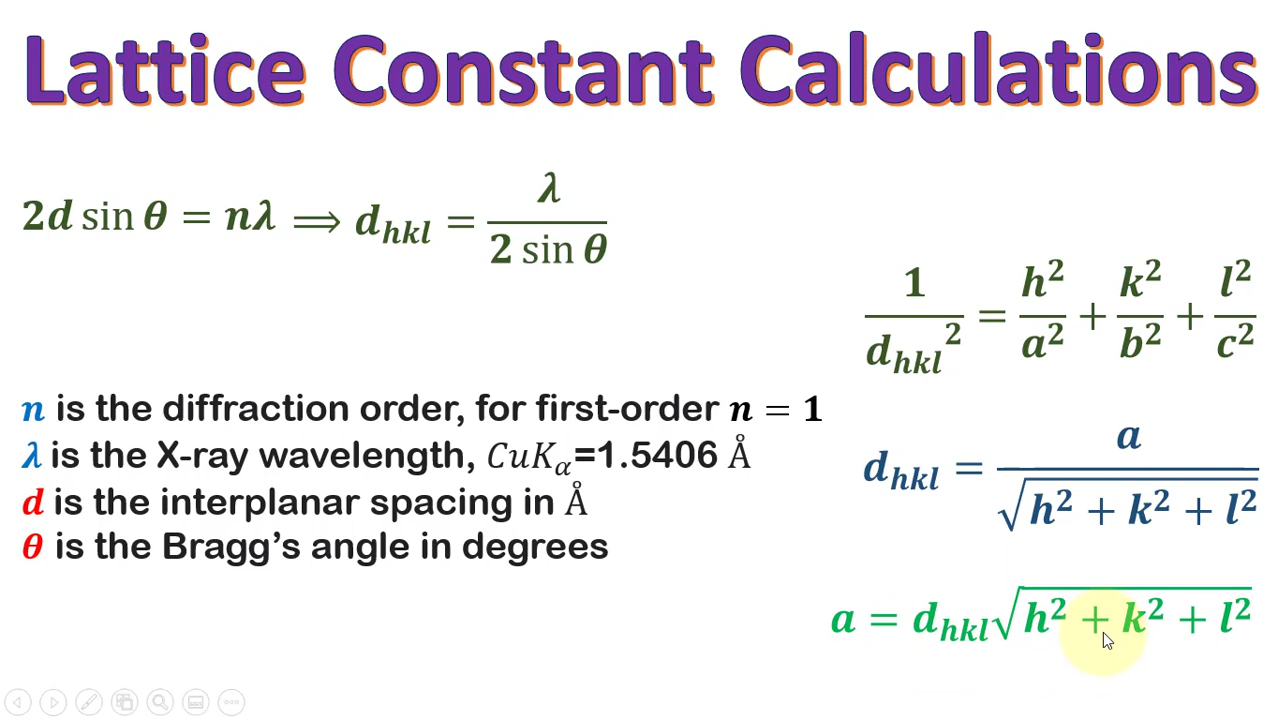 Lattice Constant Calculations
2d sin θ = nλ ⟹ d_hkl = λ / (2 sin θ)
1 / d_hkl² = h²/a² + k²/b² + l²/c²
n is the diffraction order, for first-order n = 1
λ is the X-ray wavelength, CuKα=1.5406 Å
d is the interplanar spacing in Å
θ is the Bragg's angle in degrees
d_hkl = a / √(h² + k² + l²)
a = d_hkl√(h² + k² + l²)